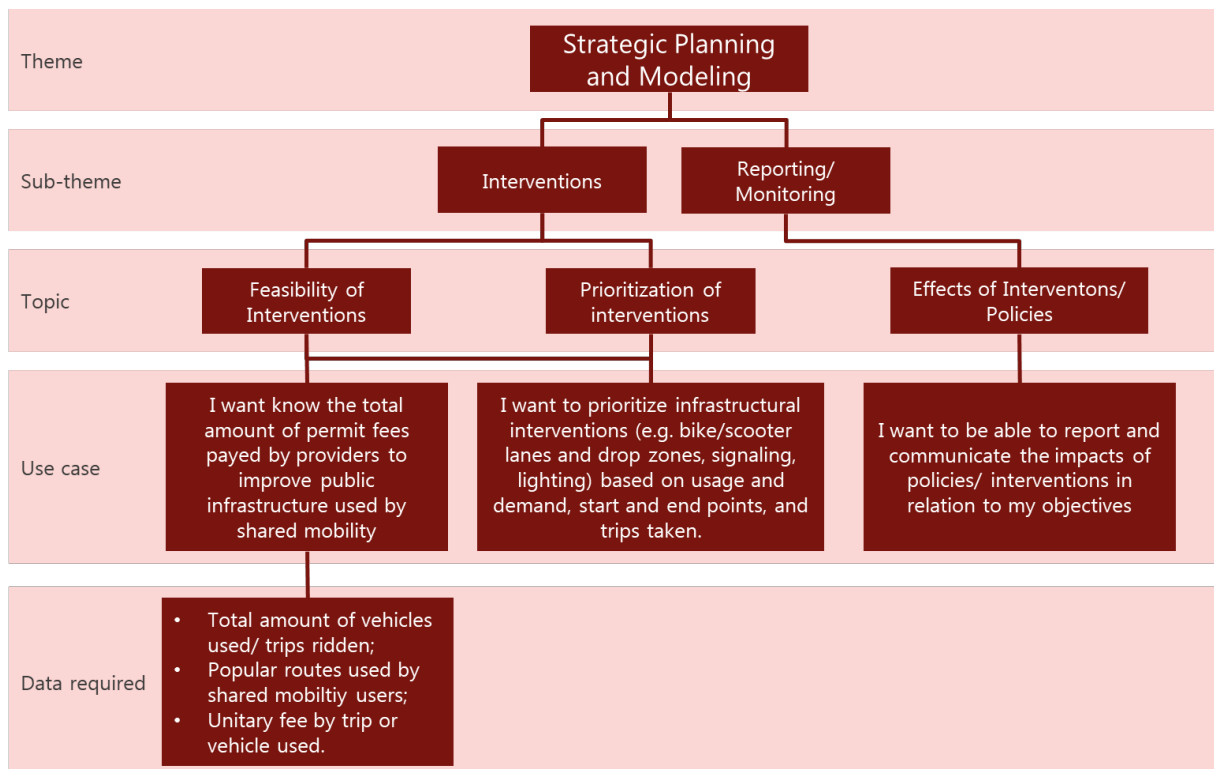 Theme
Strategic Planning
and Modeling
Sub-theme
Interventions
Reporting/
Monitoring
Topic
Feasibility of
Interventions
Prioritization of
interventions
Effects of Interventons/
Policies
Use case
I want know the total
amount of permit fees
payed by providers to
improve public
infrastructure used by
shared mobility
I want to prioritize infrastructural
interventions (e.g. bike/scooter
lanes and drop zones, signaling,
lighting) based on usage and
demand, start and end points, and
trips taken.
I want to be able to report and
communicate the impacts of
policies/ interventions in
relation to my objectives
Data required
• Total amount of vehicles
used/ trips ridden;
• Popular routes used by
shared mobiltiy users;
• Unitary fee by trip or
vehicle used.